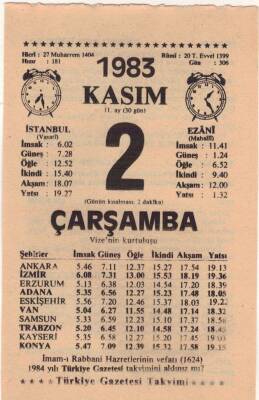 Hicrî : 27 Muharrem 1404
Hızır : 181
Rûmî : 20 T. Evvel 1399
Gün : 306
1983
KASIM
11. ay (30 gün)
İSTANBUL
(Vasatî)
İmsak : 6.02
Güneş : 7.28
Öğle : 12.52
İkindi : 15.40
Akşam : 18.07
Yatsı : 19.27
2
EZÂNÎ
(Mahallî)
İmsak : 11.41
Güneş : 1.24
Öğle : 6.52
İkindi : 9.40
Akşam : 12.00
Yatsı : 1.32
(Günün kısalması: 2 dakika)
ÇARŞAMBA
Vize'nin kurtuluşu
Şehirler İmsak Güneş Öğle İkindi Akşam Yatsı
ANKARA 5.46 7.11 12.37 15.27 17.54 19.13
İZMİR 6.08 7.31 13.00 15.53 18.19 19.36
ERZURUM 5.13 6.38 12.03 14.54 17.20 18.39
ADANA 5.35 6.56 12.27 15.23 17.48 18.05
ESKİŞEHİR 5.56 7.20 12.46 15.37 18.03
VAN 5.04 6.27 11.55 14.48 17.14 18.32
SAMSUN 5.33 6.59 12.23 15.10 17.37
TRABZON 5.20 6.45 12.10 14.58 17.24
KAYSERİ 5.35 6.58 12.27
KONYA 5.47 7.09 12.39 15.32 17.58 19.15
İmam-ı Rabbani Hazretlerinin vefatı (1624)
1984 yılı Türkiye Gazetesi takvimini aldınız mı?
Türkiye Gazetesi Takvimi